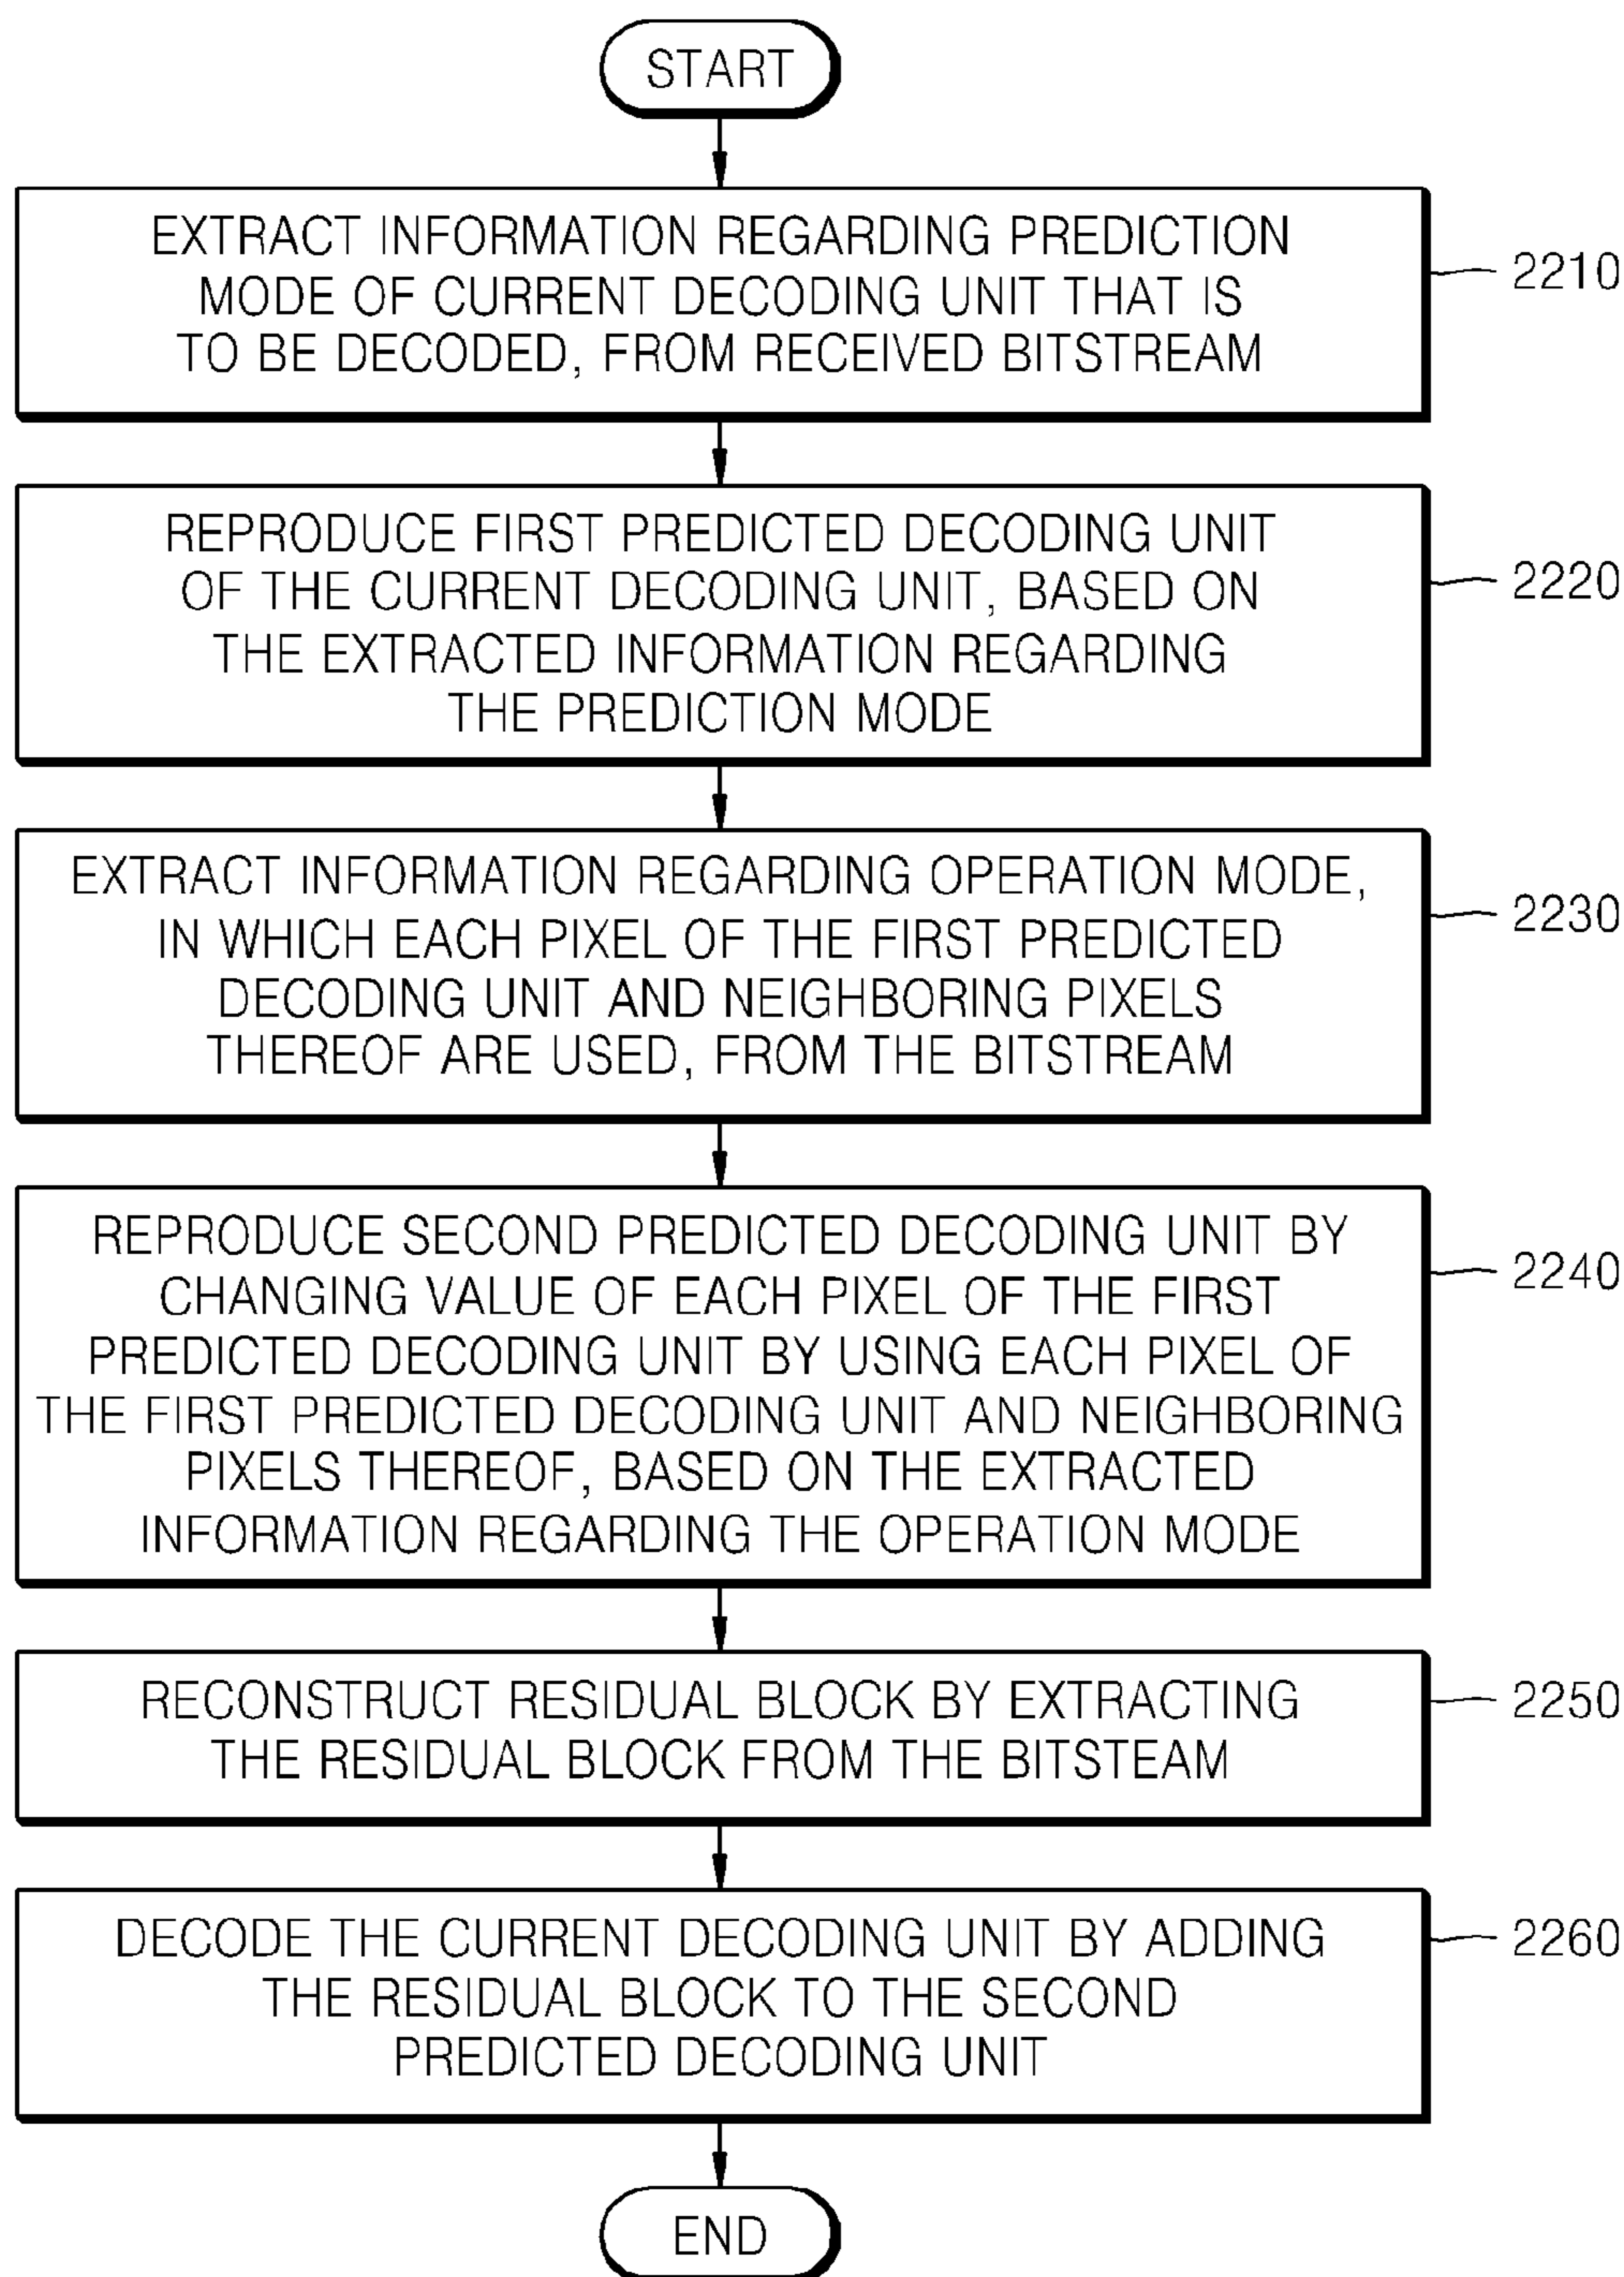 START
EXTRACT INFORMATION REGARDING PREDICTION
MODE OF CURRENT DECODING UNIT THAT IS
TO BE DECODED, FROM RECEIVED BITSTREAM
2210
REPRODUCE FIRST PREDICTED DECODING UNIT
OF THE CURRENT DECODING UNIT, BASED ON
THE EXTRACTED INFORMATION REGARDING
THE PREDICTION MODE
2220
EXTRACT INFORMATION REGARDING OPERATION MODE,
IN WHICH EACH PIXEL OF THE FIRST PREDICTED
DECODING UNIT AND NEIGHBORING PIXELS
THEREOF ARE USED, FROM THE BITSTREAM
2230
REPRODUCE SECOND PREDICTED DECODING UNIT BY
CHANGING VALUE OF EACH PIXEL OF THE FIRST
PREDICTED DECODING UNIT BY USING EACH PIXEL OF
THE FIRST PREDICTED DECODING UNIT AND NEIGHBORING
PIXELS THEREOF, BASED ON THE EXTRACTED
INFORMATION REGARDING THE OPERATION MODE
2240
RECONSTRUCT RESIDUAL BLOCK BY EXTRACTING
THE RESIDUAL BLOCK FROM THE BITSTEAM
2250
DECODE THE CURRENT DECODING UNIT BY ADDING
THE RESIDUAL BLOCK TO THE SECOND
PREDICTED DECODING UNIT
2260
END